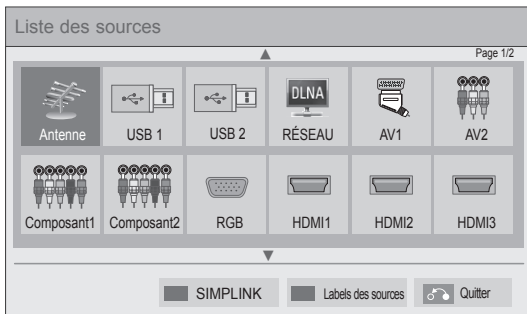 Liste des sources
Page 1/2
DLNA
Antenne USB 1 USB 2 RÉSEAU AV1 AV2
Composant1 Composant2 RGB HDMI1 HDMI2 HDMI3
SIMPLINK Labels des sources Quitter